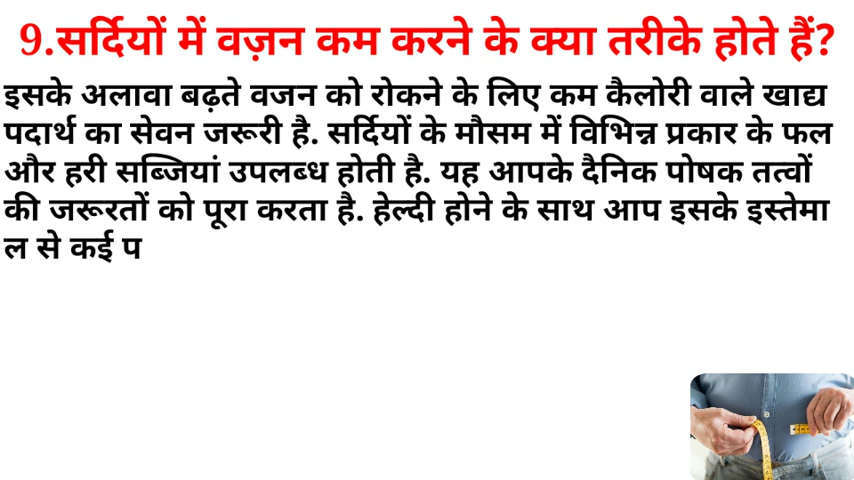 9.सर्दियों में वज़न कम करने के क्या तरीके होते हैं?
इसके अलावा बढ़ते वजन को रोकने के लिए कम कैलोरी वाले खाद्य
पदार्थ का सेवन जरूरी है. सर्दियों के मौसम में विभिन्न प्रकार के फल
और हरी सब्जियां उपलब्ध होती है. यह आपके दैनिक पोषक तत्वों
की जरूरतों को पूरा करता है. हेल्दी होने के साथ आप इसके इस्तेमा
ल से कई प